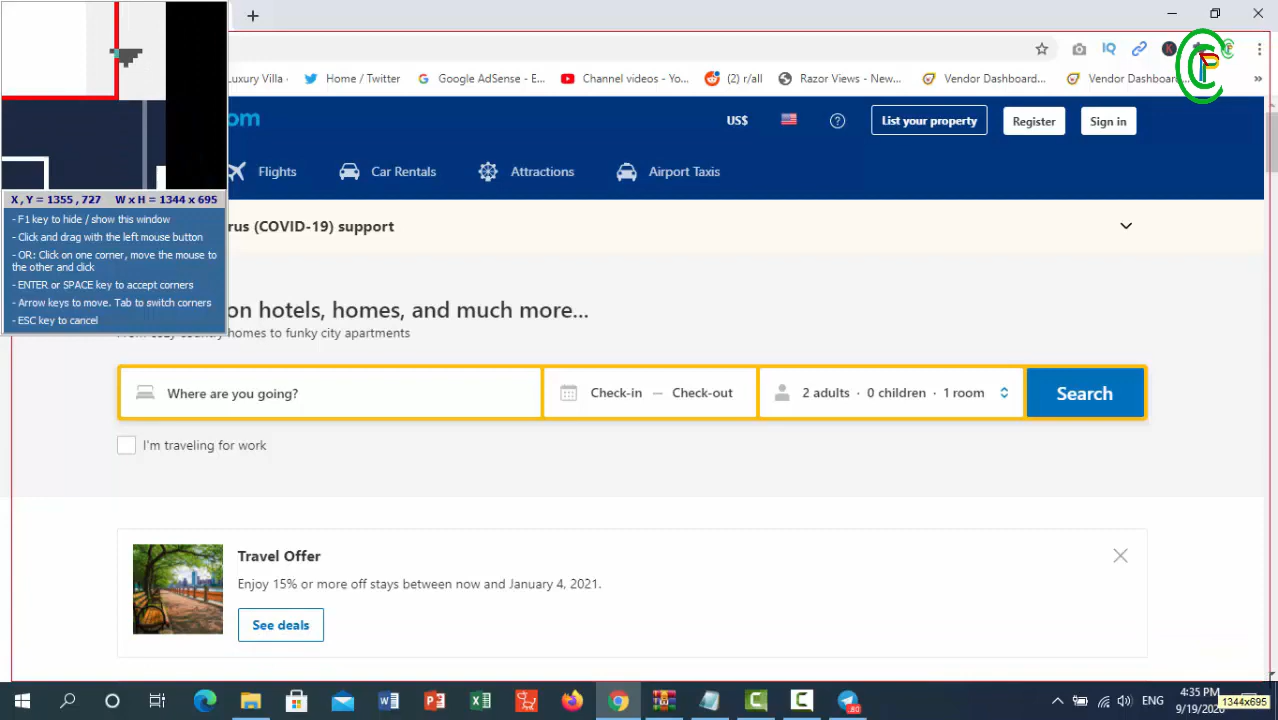 +
Luxury Villa ·
Home / Twitter
Google AdSense - E...
Channel videos - Yo...
(2) r/all
Razor Views - New...
Vendor Dashboard...
Vendor Dashboard...
»
X , Y = 1355 , 727 W x H = 1344 x 695
- F1 key to hide / show this window
- Click and drag with the left mouse button
- OR: Click on one corner, move the mouse to
the other and click
- ENTER or SPACE key to accept corners
- Arrow keys to move. Tab to switch corners
- ESC key to cancel
om
US$
List your property
Register
Sign in
Flights
Car Rentals
Attractions
Airport Taxis
rus (COVID-19) support
on hotels, homes, and much more...
From cozy country homes to funky city apartments
Where are you going?
Check-in — Check-out
2 adults · 0 children · 1 room
Search
I'm traveling for work
Travel Offer
Enjoy 15% or more off stays between now and January 4, 2021.
See deals
ENG
4:35 PM
9/19/2020
1344x695
80